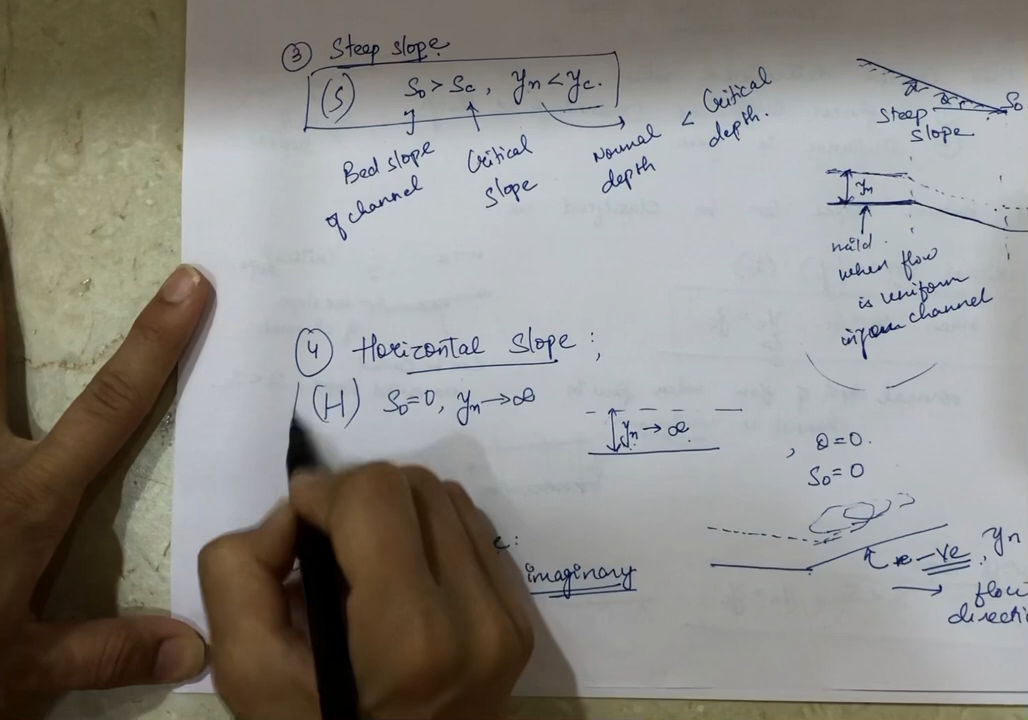 ③ Steep slope
(S) S₀ > Sc, yn < yc.
Bed slope
of channel
Critical
slope
Normal
depth
<
Critical
depth.
S₀
Steep
slope
yn
mild.
when flow
is uniform
channel
④ Horizontal Slope :
(H) S₀=0, yn→∞
yn→∞
, θ=0.
S₀=0
imaginary
-ve, yn
→ flow
directi